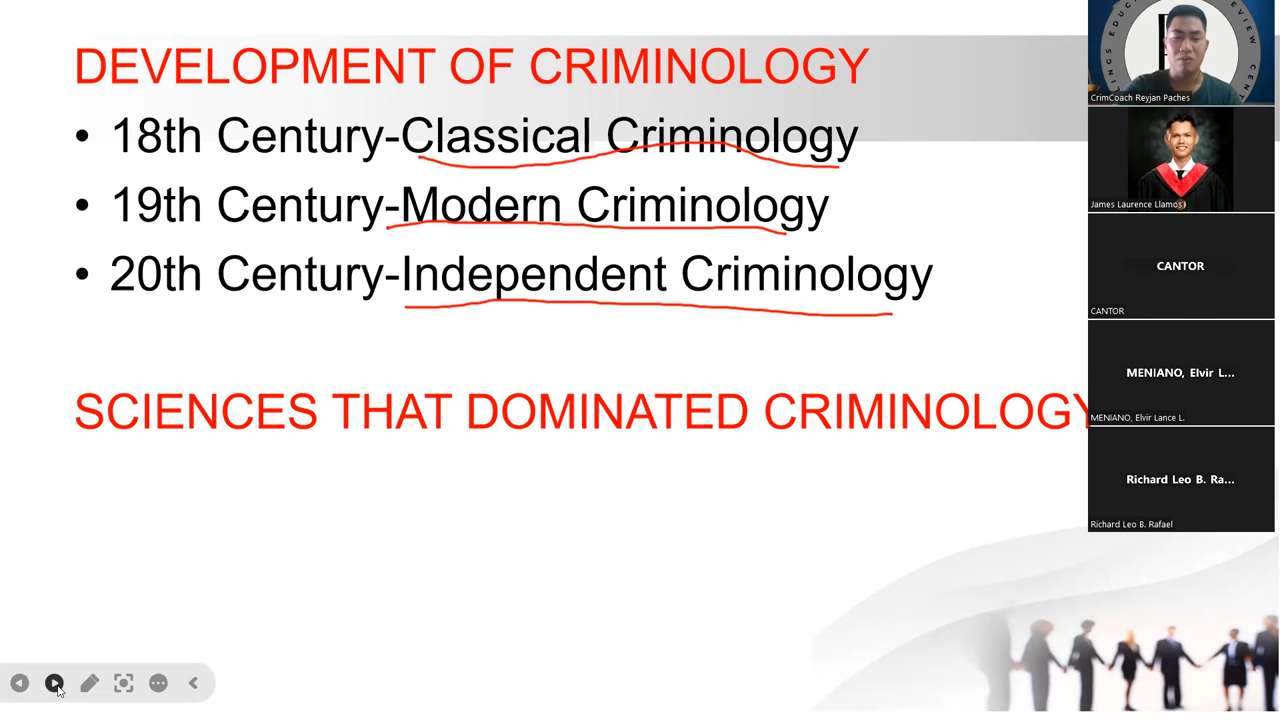 DEVELOPMENT OF CRIMINOLOGY
• 18th Century-Classical Criminology
• 19th Century-Modern Criminology
• 20th Century-Independent Criminology
SCIENCES THAT DOMINATED CRIMINOLOGY
CrimCoach Reyjan Paches
James Laurence Llamos
CANTOR
CANTOR
MENIANO, Elvir L...
MENIANO, Elvir Lance L.
Richard Leo B. Ra...
Richard Leo B. Rafael